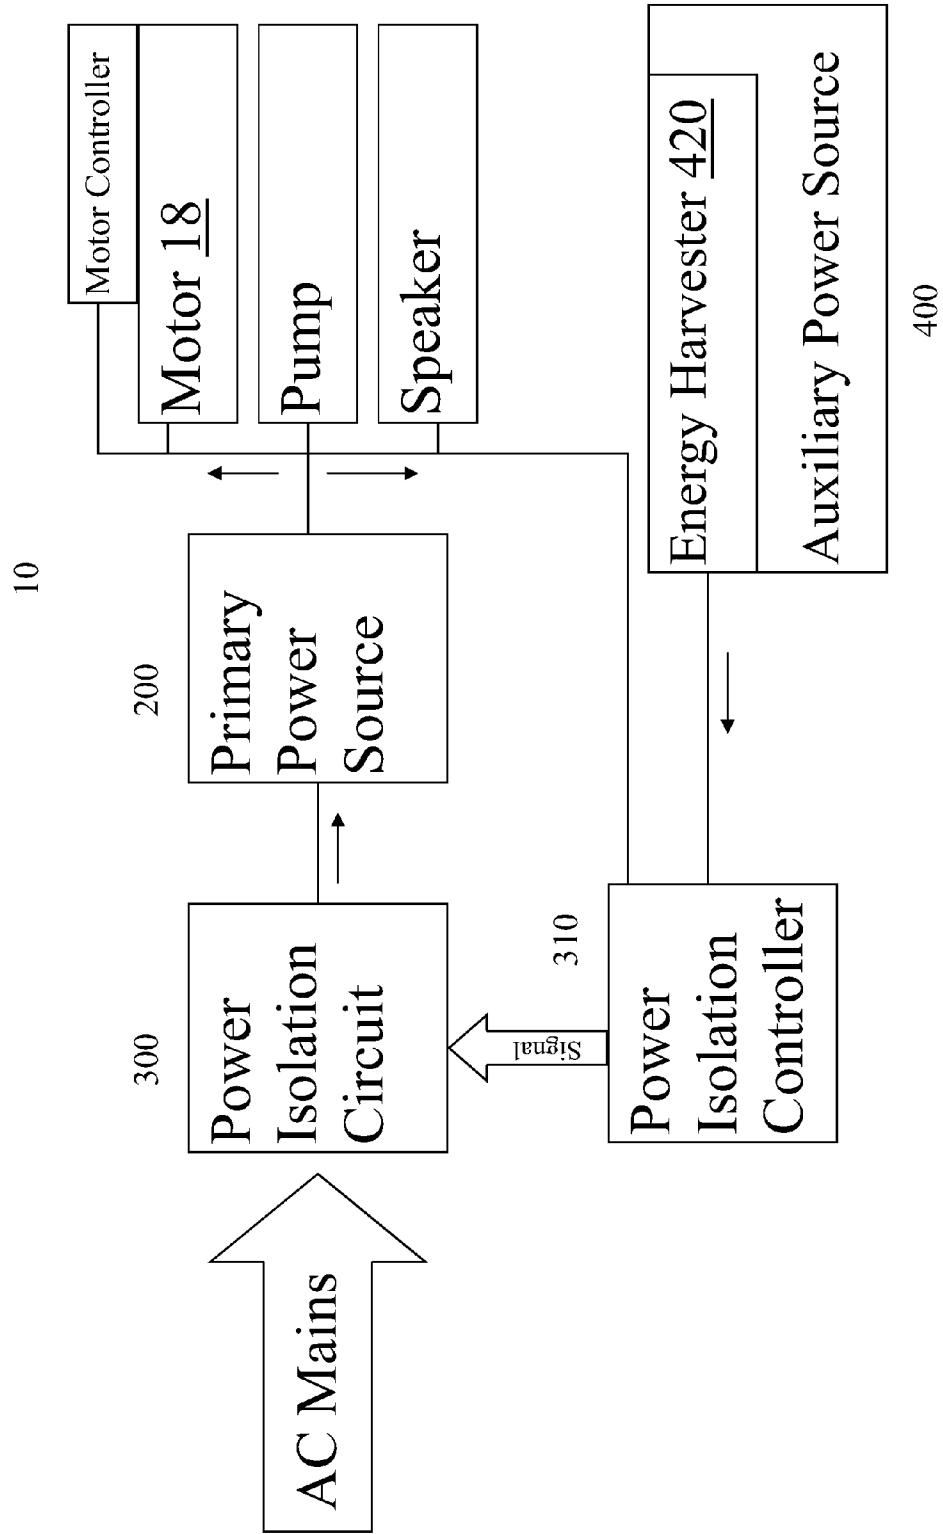 10
Motor Controller
Motor 18
Pump
Speaker
200
Primary
Power
Source
300
Power
Isolation
Circuit
AC Mains
Signal
310
Power
Isolation
Controller
Energy Harvester 420
Auxiliary Power Source
400